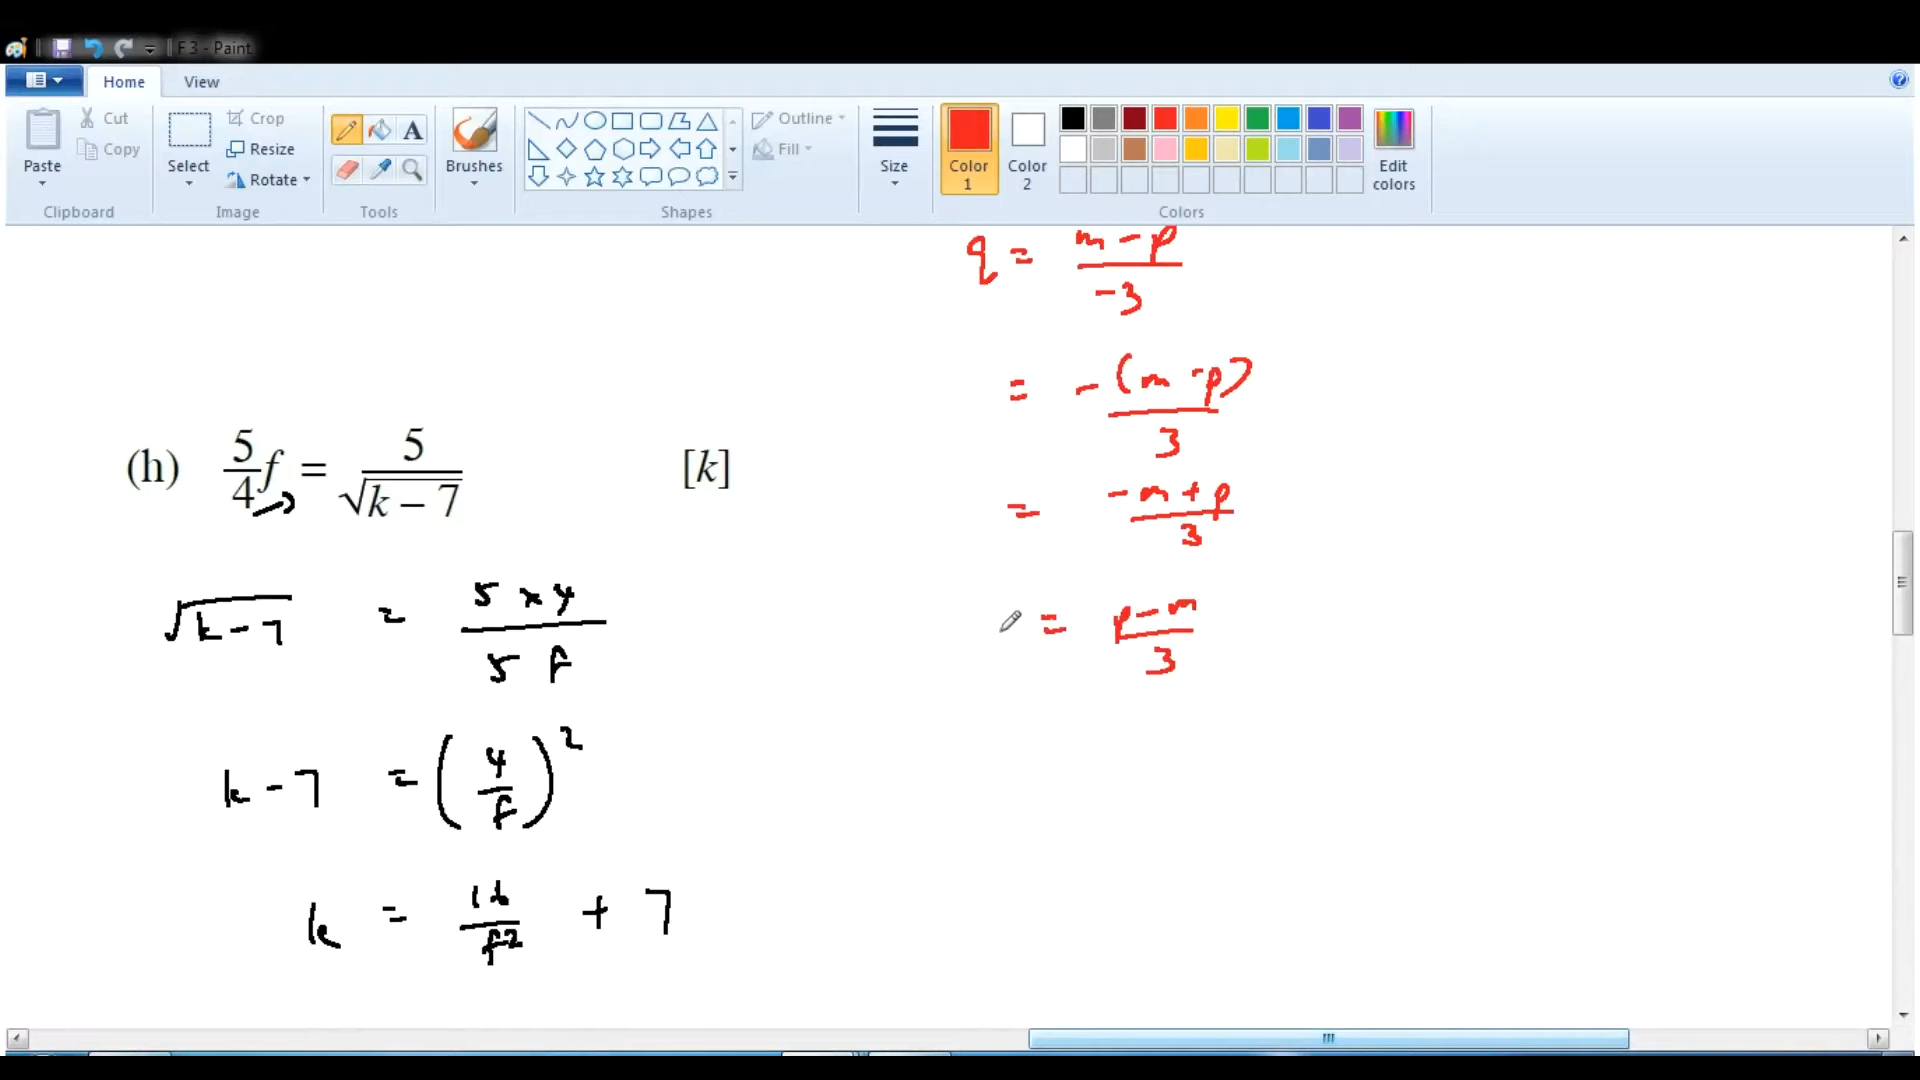 F 3 - Paint
Home View
Paste Cut Copy Clipboard
Select Crop Resize Rotate Image
A Tools
Brushes
Shapes Outline Fill
Size
Color 1 Color 2 Edit colors Colors
q = m - p / -3
= -(m - p) / 3
= -m + p / 3
= p - m / 3
(h) 5/4 f = 5/√(k − 7) [k]
√(k - 7) = 5 x 4 / 5 f
k - 7 = (4/f)²
k = 16/f² + 7